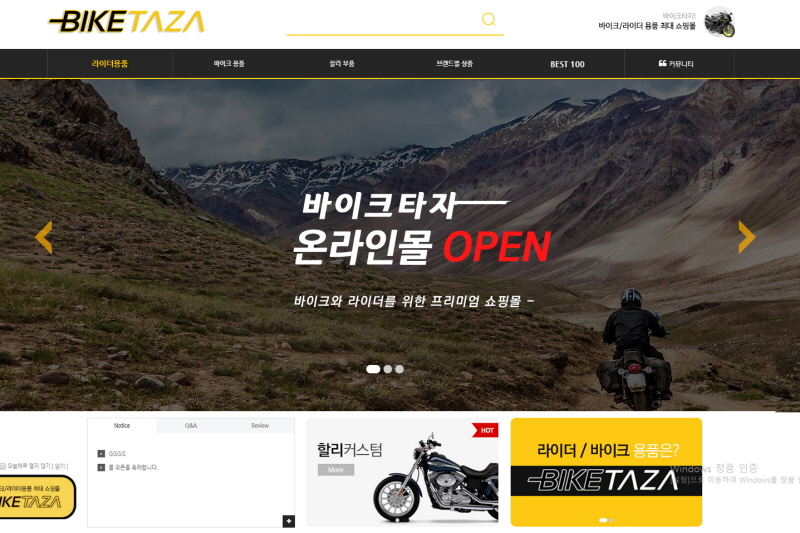 BIKETAZA
바이크타자!
바이크/라이더 용품 최대 쇼핑몰
라이더용품
바이크 용품
할리 부품
브랜드별 상품
BEST 100
커뮤니티
바이크타자
온라인몰 OPEN
바이크와 라이더를 위한 프리미엄 쇼핑몰 -
Notice
Q&A
Review
GGGG
몰 오픈을 축하합니다.
할리커스텀
More
HOT
라이더 / 바이크 용품은?
BIKETAZA
오늘하루 열지 않기 [ 닫기 ]
크/라이더용품 최대 쇼핑몰
IKETAZA
Windows 정품 인증
으로 이동하여 Windows를 정품 인